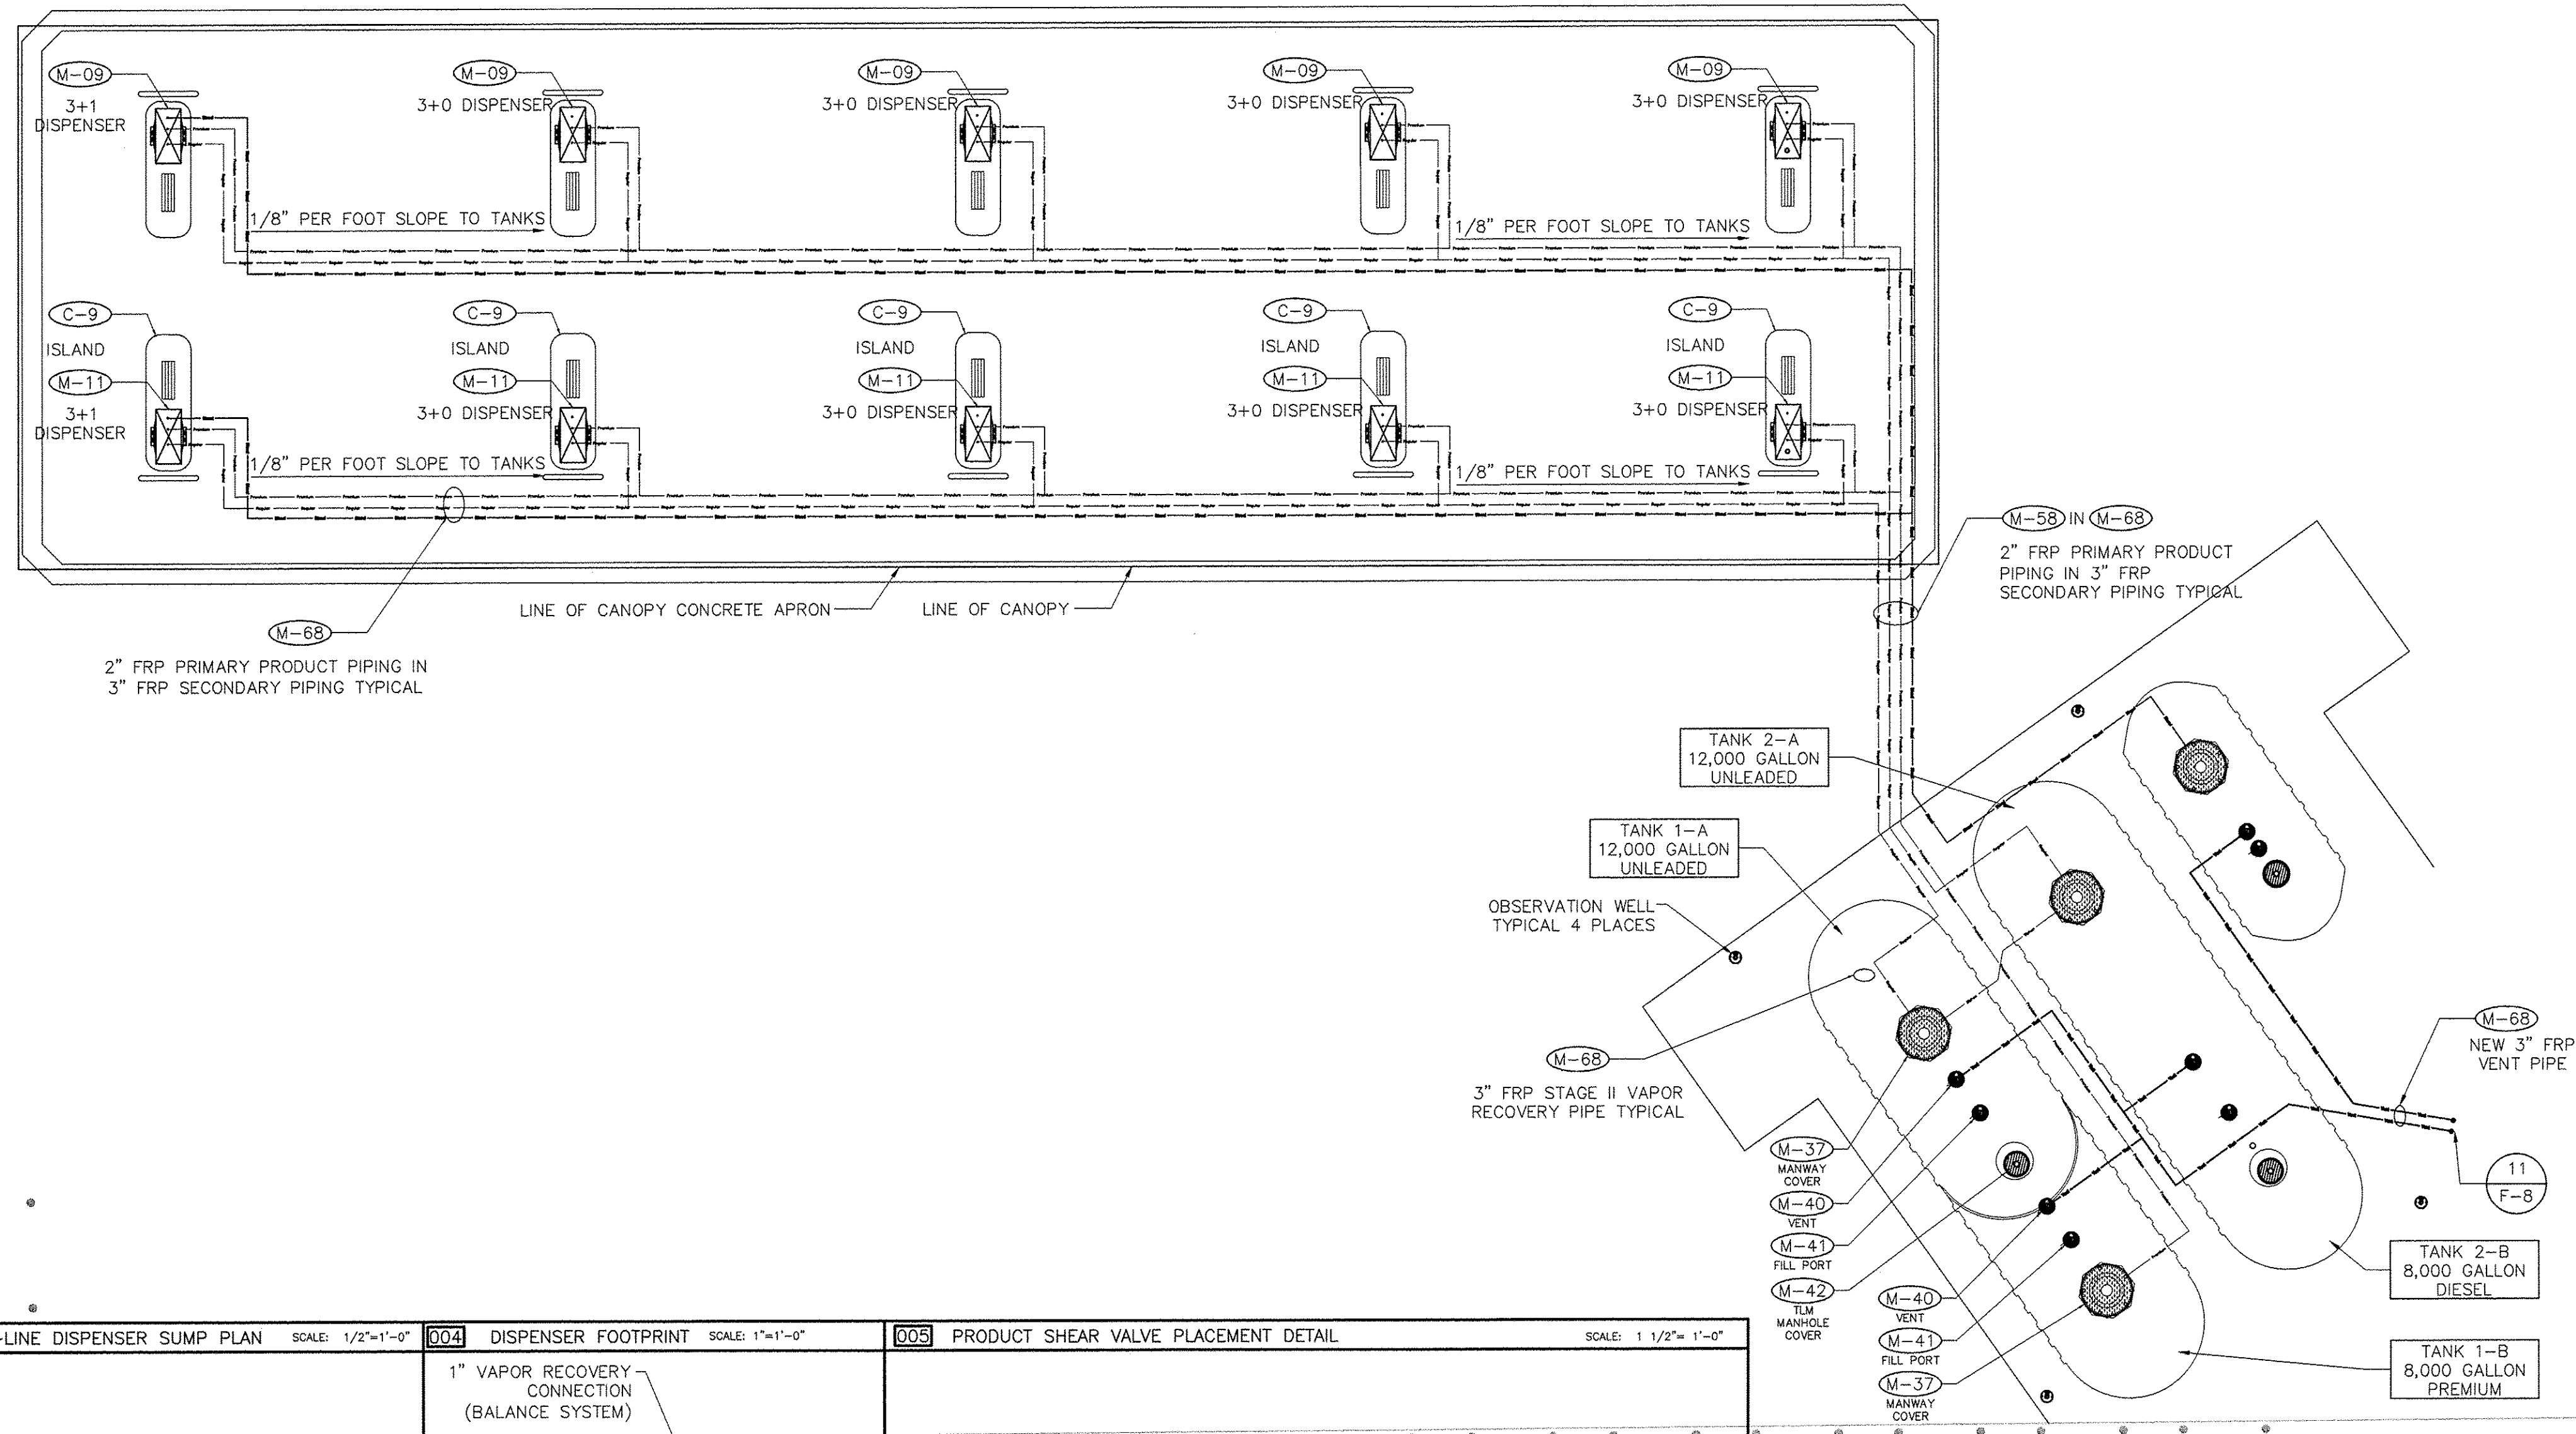 M-09
M-09
M-09
M-09
M-09
3+1
DISPENSER
3+0 DISPENSER
3+0 DISPENSER
3+0 DISPENSER
3+0 DISPENSER
1/8" PER FOOT SLOPE TO TANKS
1/8" PER FOOT SLOPE TO TANKS
C-9
C-9
C-9
C-9
C-9
ISLAND
ISLAND
ISLAND
ISLAND
ISLAND
M-11
M-11
M-11
M-11
M-11
3+1
DISPENSER
3+0 DISPENSER
3+0 DISPENSER
3+0 DISPENSER
3+0 DISPENSER
1/8" PER FOOT SLOPE TO TANKS
1/8" PER FOOT SLOPE TO TANKS
M-58 IN M-68
2" FRP PRIMARY PRODUCT
PIPING IN 3" FRP
SECONDARY PIPING TYPICAL
LINE OF CANOPY CONCRETE APRON
LINE OF CANOPY
M-68
2" FRP PRIMARY PRODUCT PIPING IN
3" FRP SECONDARY PIPING TYPICAL
TANK 2-A
12,000 GALLON
UNLEADED
TANK 1-A
12,000 GALLON
UNLEADED
OBSERVATION WELL
TYPICAL 4 PLACES
M-68
3" FRP STAGE II VAPOR
RECOVERY PIPE TYPICAL
M-68
NEW 3" FRP
VENT PIPE
M-37
MANWAY
COVER
M-40
VENT
M-41
FILL PORT
M-42
TLM
MANHOLE
COVER
M-40
VENT
M-41
FILL PORT
M-37
MANWAY
COVER
11
F-8
TANK 2-B
8,000 GALLON
DIESEL
TANK 1-B
8,000 GALLON
PREMIUM
-LINE DISPENSER SUMP PLAN SCALE: 1/2"=1'-0"
004 DISPENSER FOOTPRINT SCALE: 1"=1'-0"
005 PRODUCT SHEAR VALVE PLACEMENT DETAIL SCALE: 1 1/2"= 1'-0"
1" VAPOR RECOVERY
CONNECTION
(BALANCE SYSTEM)